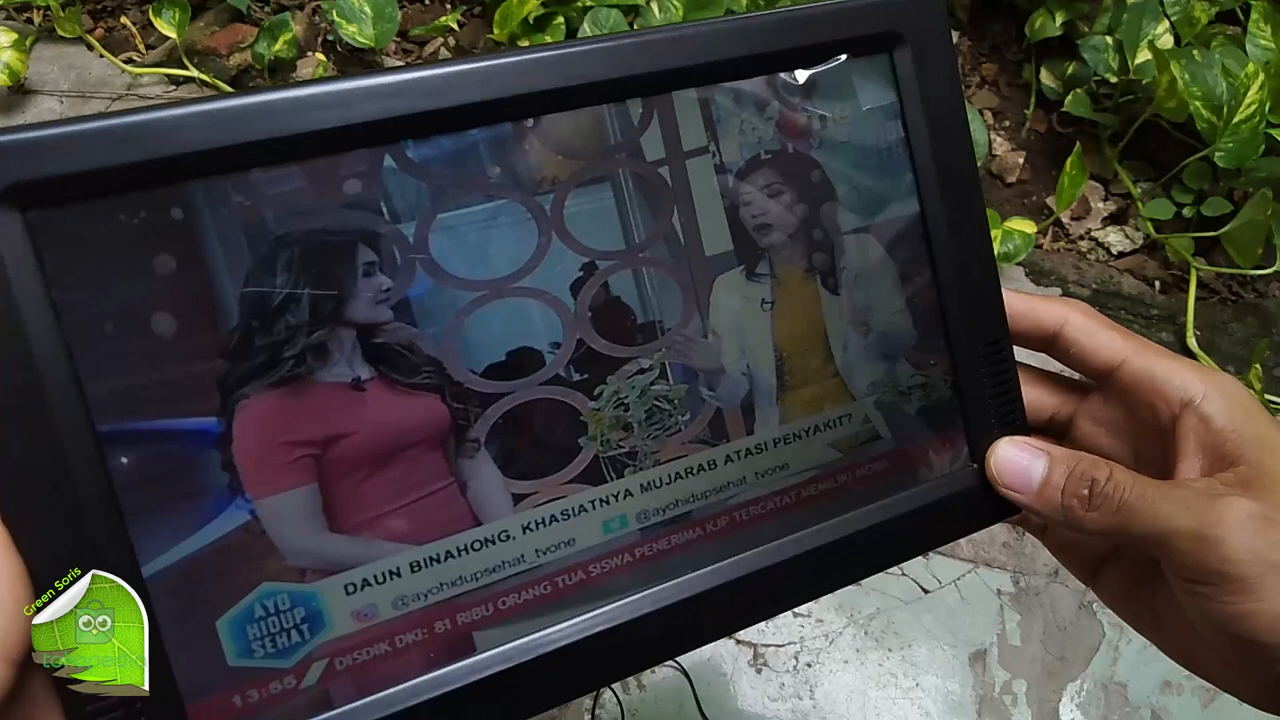 DAUN BINAHONG, KHASIATNYA MUJARAB ATASI PENYAKIT?
@ayohidupsehat_tvone
@ayohidupsehat_tvone
AYO
HIDUP
SEHAT
DISDIK DKI: 81 RIBU ORANG TUA SISWA PENERIMA KJP TERCATAT MEMILIKI MOBIL
13:55
Green Soris